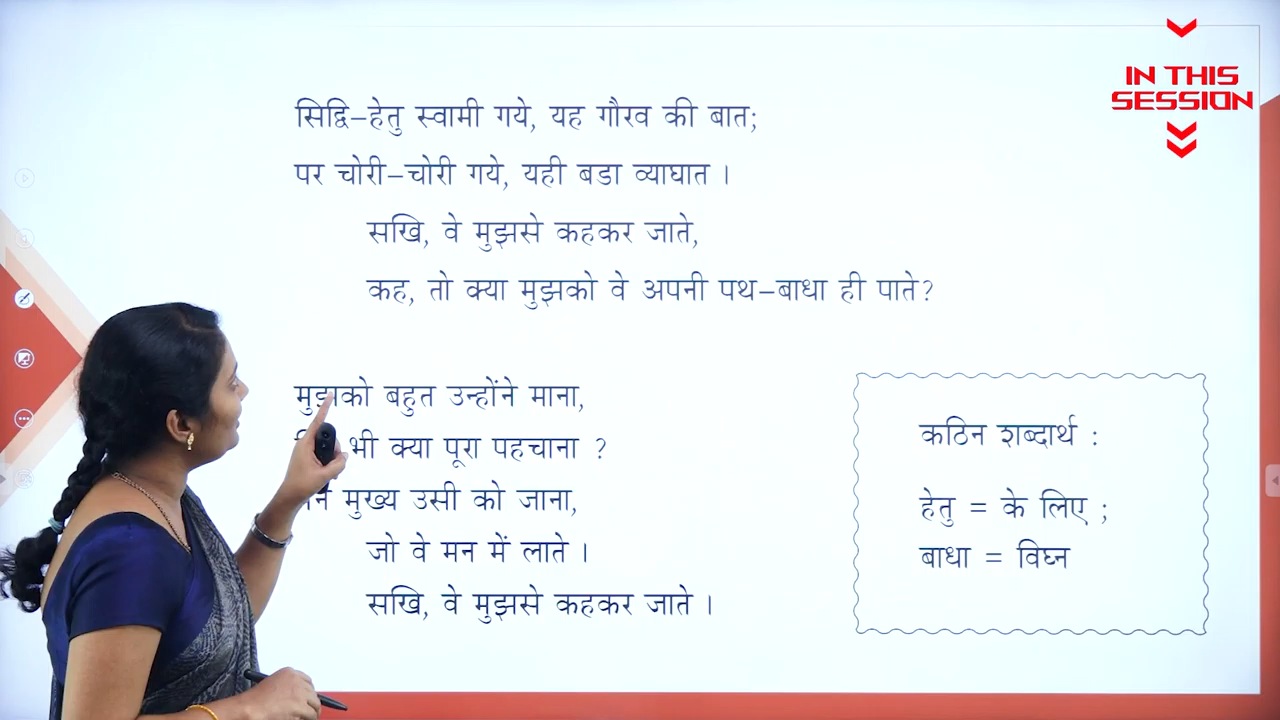 IN THIS
SESSION
सिद्वि-हेतु स्वामी गये, यह गौरव की बात;
पर चोरी-चोरी गये, यही बडा व्याघात ।
सखि, वे मुझसे कहकर जाते,
कह, तो क्या मुझको वे अपनी पथ-बाधा ही पाते?
मुझको बहुत उन्होंने माना,
भी क्या पूरा पहचाना ?
मुख्य उसी को जाना,
जो वे मन में लाते ।
सखि, वे मुझसे कहकर जाते ।
कठिन शब्दार्थ :
हेतु = के लिए ;
बाधा = विघ्न